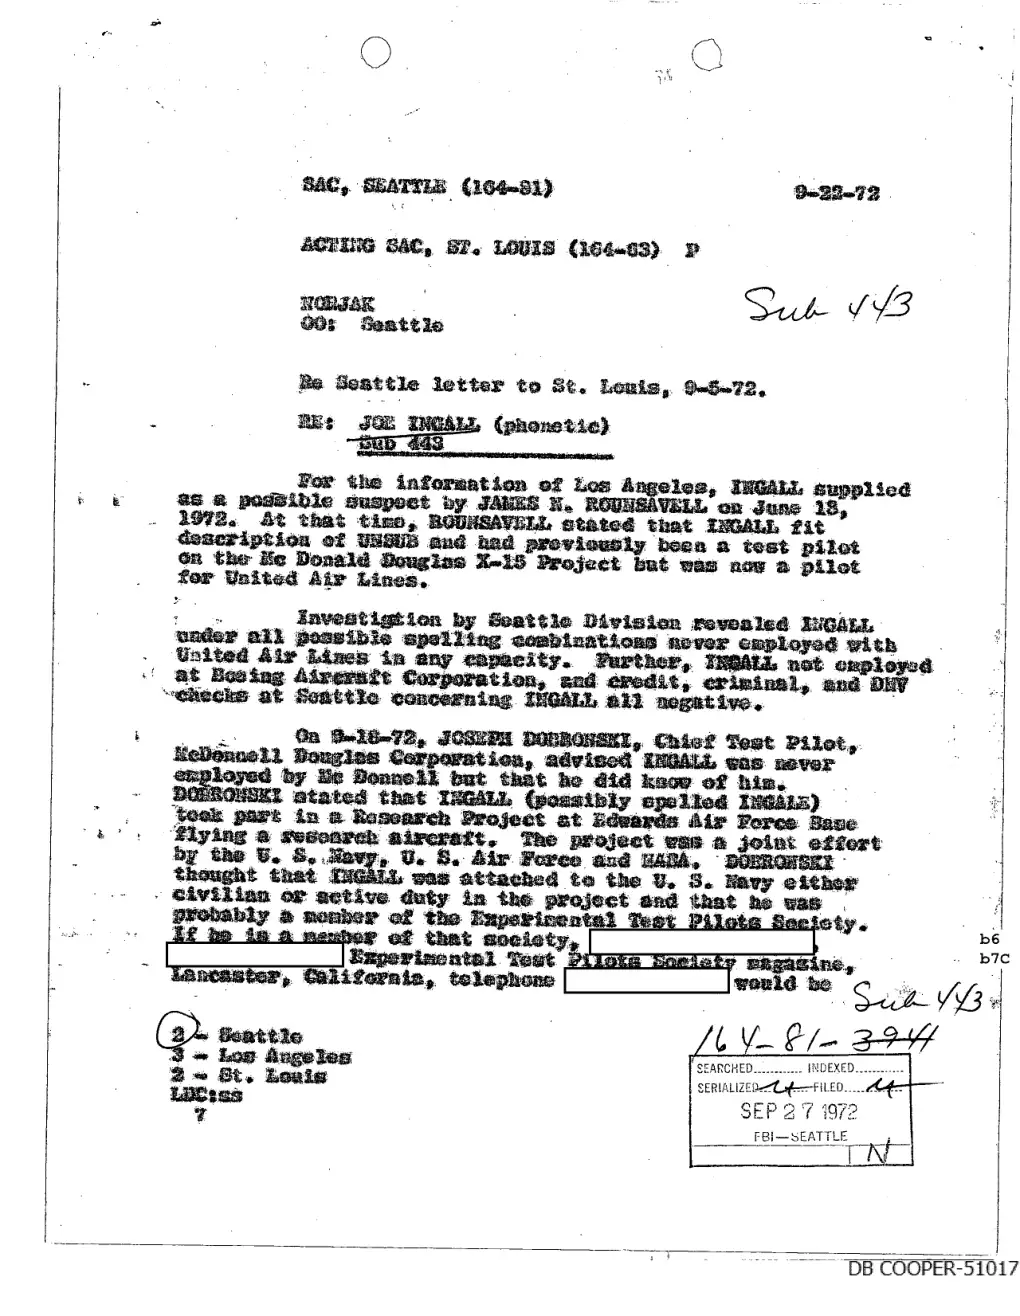 SAC, SEATTLE (164-81) 9-22-72
ACTING SAC, ST. LOUIS (164-63) P
NORJAK
OO: Seattle
Sub 443
Re Seattle letter to St. Louis, 9-5-72.
RE: JOE INGALL (phonetic)
Sub 443
For the information of Los Angeles, INGALL supplied
as a possible suspect by JAMES N. ROUNSAVELL on June 13,
1972. At that time, ROUNSAVELL stated that INGALL fit
description of UNSUB and had previously been a test pilot
on the Mc Donald Douglas X-15 Project but was now a pilot
for United Air Lines.
Investigation by Seattle Division revealed INGALL
under all possible spelling combinations never employed with
United Air Lines in any capacity. Further, INGALL not employed
at Boeing Aircraft Corporation, and credit, criminal, and DMV
checks at Seattle concerning INGALL all negative.
On 9-18-72, JOSEPH DOBRONSKI, Chief Test Pilot,
McDonnell Douglas Corporation, advised INGALL was never
employed by Mc Donnell but that he did know of him.
DOBRONSKI stated that INGALL (possibly spelled INGALE)
took part in a Research Project at Edwards Air Force Base
flying a research aircraft. The project was a joint effort
by the U. S. Navy, U. S. Air Force and NASA. DOBRONSKI
thought that INGALL was attached to the U. S. Navy either
civilian or active duty in the project and that he was
probably a member of the Experimental Test Pilots Society.
If he is a member of that society,
Experimental Test Pilots Society magazine,
Lancaster, California, telephone would be
b6
b7C
2 - Seattle
3 - Los Angeles
2 - St. Louis
LDC:ss
7
Sub 443
164-81-3941
SEARCHED INDEXED
SERIALIZED FILED
SEP 27 1972
FBI—SEATTLE
N
DB COOPER-51017